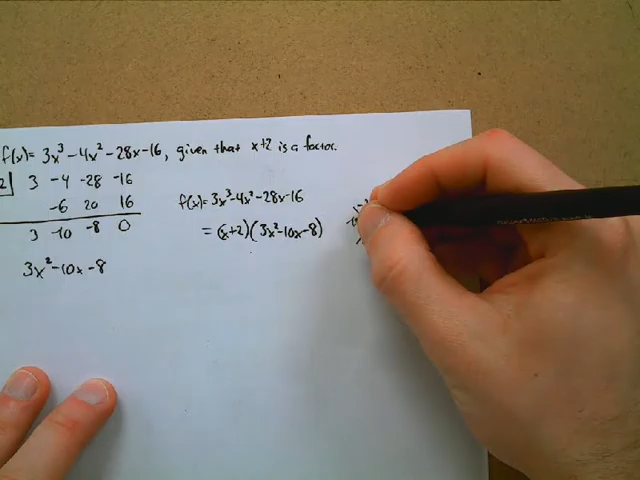 f(x) = 3x³ - 4x² - 28x - 16, given that x+2 is a factor.
2 3 -4 -28 -16
-6 20 16
3 -10 -8 0
3x² - 10x - 8
f(x) = 3x³ - 4x² - 28x - 16
= (x+2)(3x² - 10x - 8)